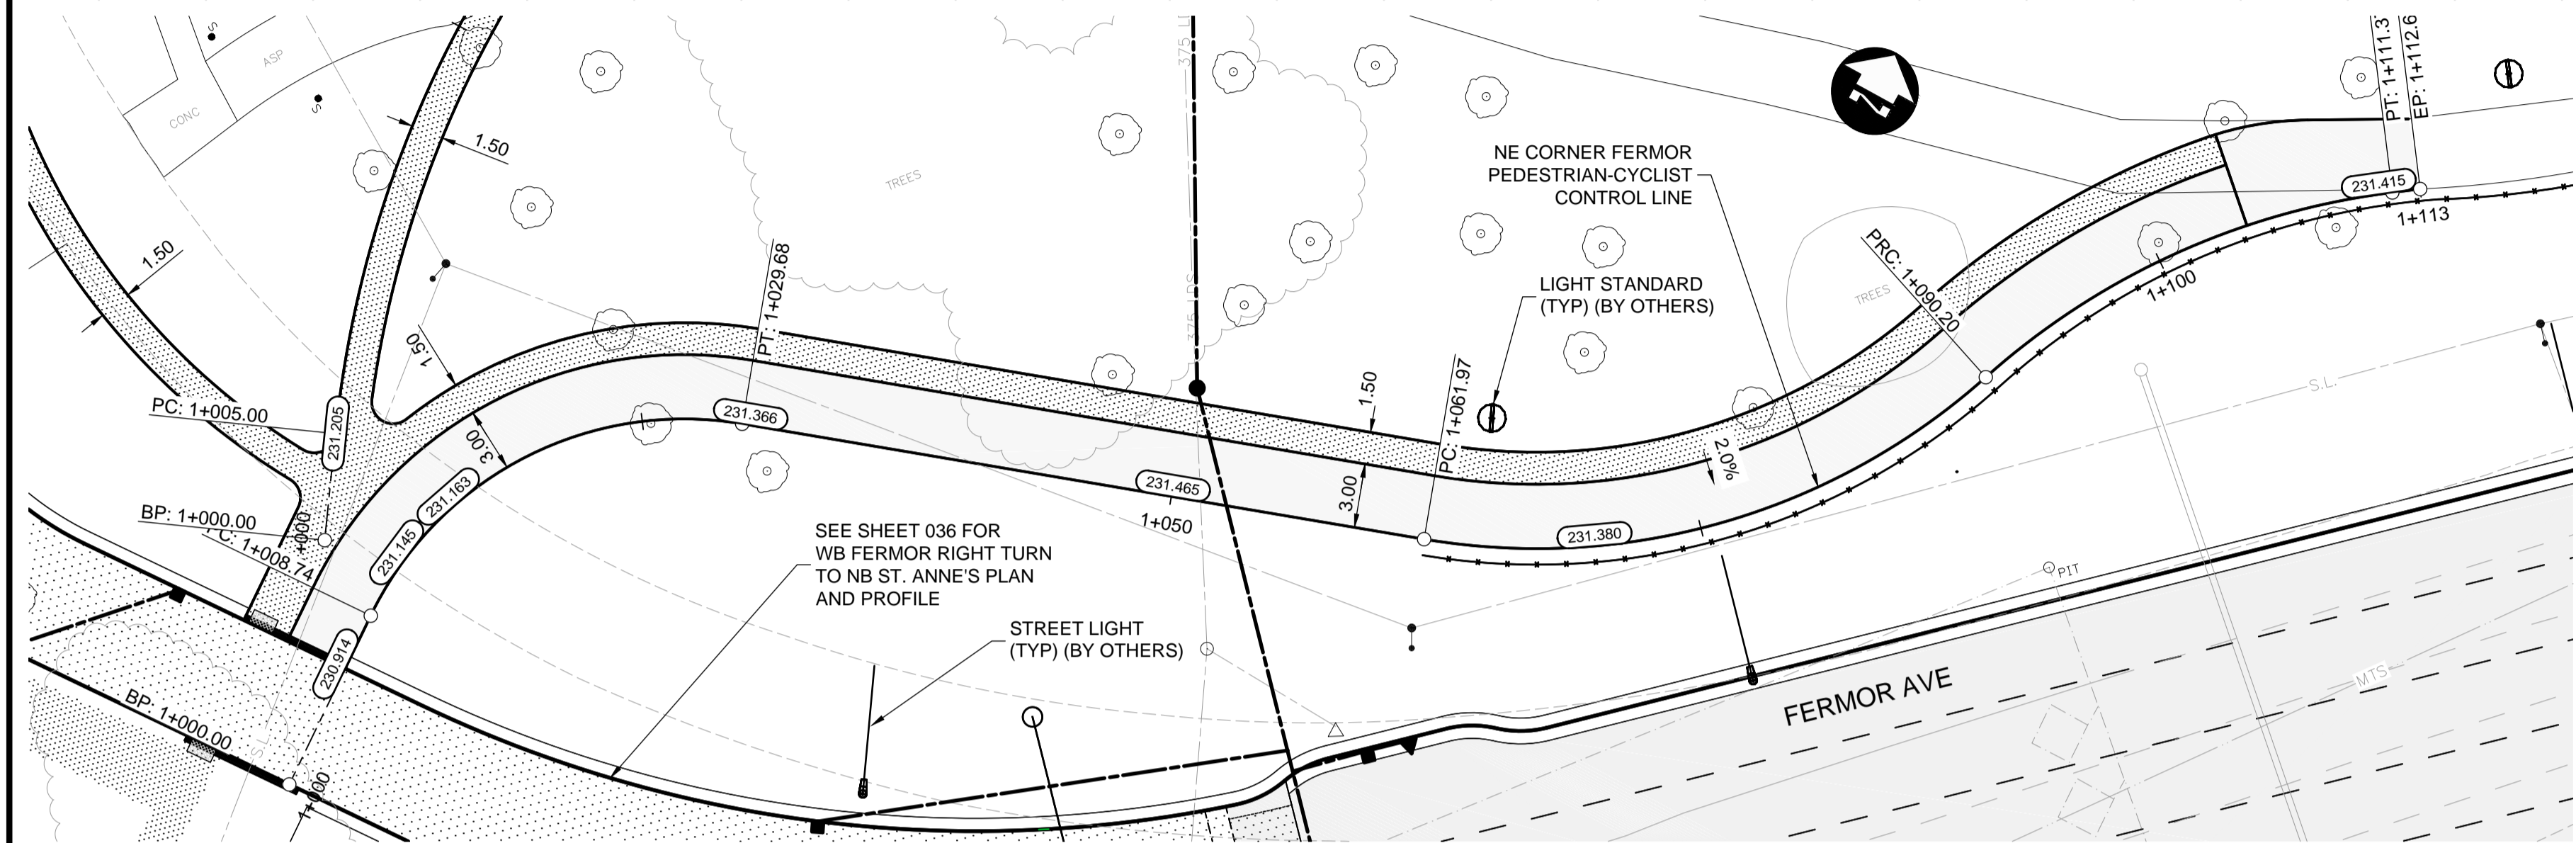 S
ASP
S
CONC
1.50
1.50
TREES
375 LDS
PT: 1+029.68
NE CORNER FERMOR
PEDESTRIAN-CYCLIST
CONTROL LINE
LIGHT STANDARD
(TYP) (BY OTHERS)
N
TREES
PRC: 1+090.20
1+100
PT: 1+111.3
EP: 1+112.6
231.415
1+113
PC: 1+005.00
231.205
1.50
3.00
231.366
231.163
231.145
BP: 1+000.00
C: 1+008.74
+000
231.465
1+050
1.50
3.00
PC: 1+061.97
231.380
2.0%
S.L.
PIT
SEE SHEET 036 FOR
WB FERMOR RIGHT TURN
TO NB ST. ANNE'S PLAN
AND PROFILE
STREET LIGHT
(TYP) (BY OTHERS)
230.914
BP: 1+000.00
1+000
FERMOR AVE
MTS